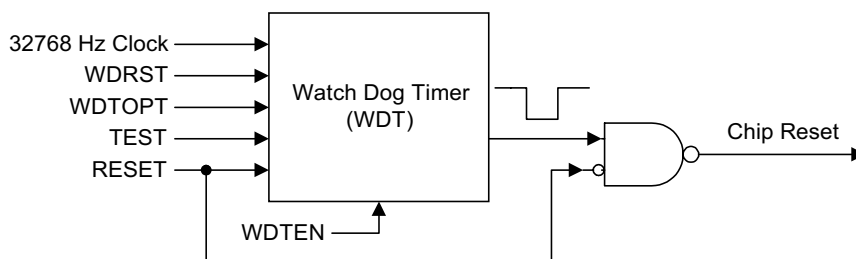 32768 Hz Clock
WDRST
WDTOPT
TEST
RESET
WDTEN
Watch Dog Timer
(WDT)
Chip Reset